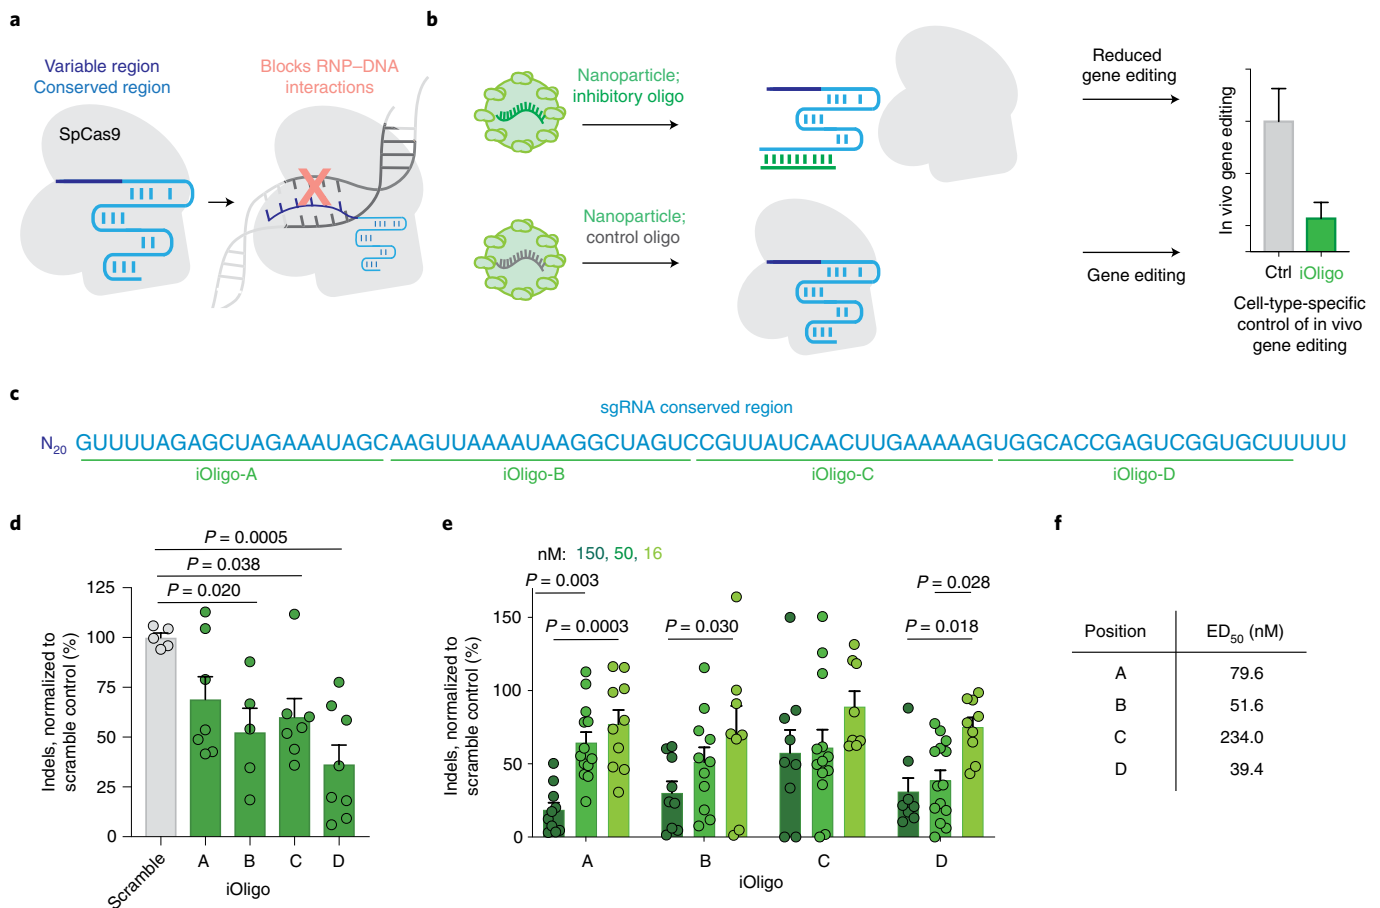 a
Variable region
Conserved region
SpCas9
Blocks RNP–DNA
interactions
X
b
Nanoparticle;
inhibitory oligo
Nanoparticle;
control oligo
Reduced
gene editing
Gene editing
In vivo gene editing
Ctrl iOligo
Cell-type-specific
control of in vivo
gene editing
c
sgRNA conserved region
N20 GUUUUAGAGCUAGAAAUAGCAAGUUAAAAUAAGGCUAGUCCGUUAUCAACUUGAAAAAGUGGCACCGAGUCGGUGCUUUUU
iOligo-A iOligo-B iOligo-C iOligo-D
d
P = 0.0005
P = 0.038
P = 0.020
Indels, normalized to
scramble control (%)
125
100
75
50
25
0
Scramble A B C D
iOligo
e
nM: 150, 50, 16
P = 0.003
P = 0.0003
P = 0.030
P = 0.028
P = 0.018
Indels, normalized to
scramble control (%)
150
100
50
0
A B C D
iOligo
f
Position ED50 (nM)
A 79.6
B 51.6
C 234.0
D 39.4